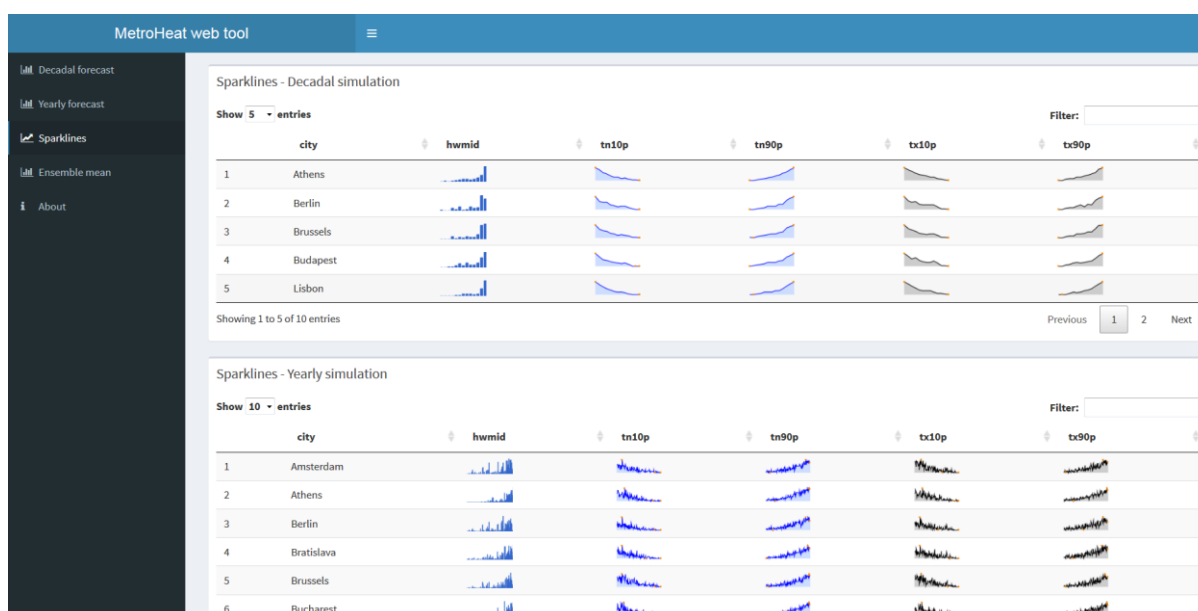 MetroHeat web tool
Decadal forecast
Yearly forecast
Sparklines
Ensemble mean
About
Sparklines - Decadal simulation
Show 5 entries
Filter:
city hwmid tn10p tn90p tx10p tx90p
1 Athens
2 Berlin
3 Brussels
4 Budapest
5 Lisbon
Showing 1 to 5 of 10 entries
Previous 1 2 Next
Sparklines - Yearly simulation
Show 10 entries
Filter:
city hwmid tn10p tn90p tx10p tx90p
1 Amsterdam
2 Athens
3 Berlin
4 Bratislava
5 Brussels
6 Bucharest